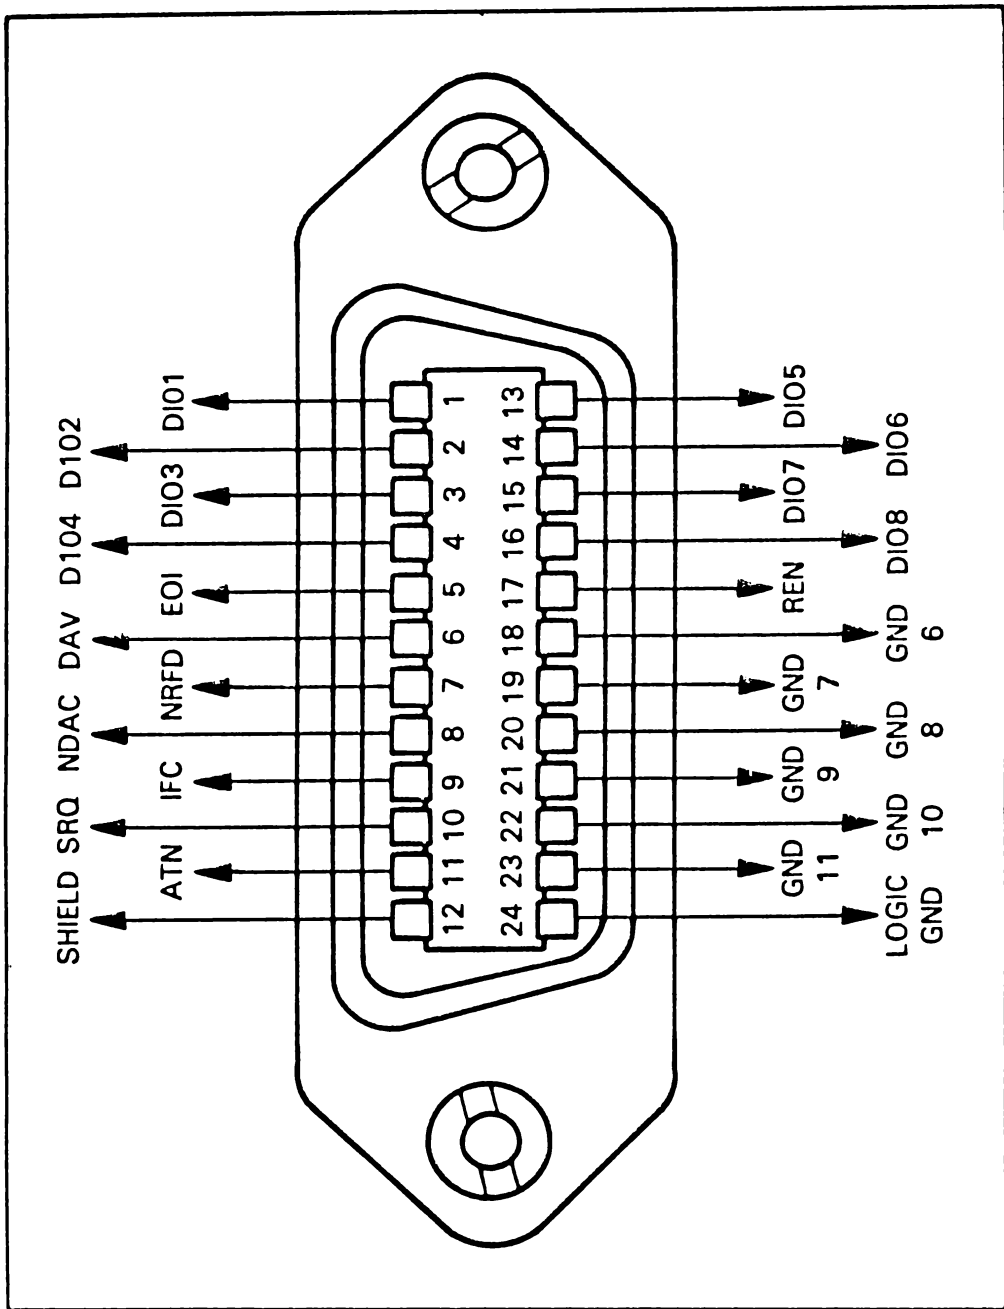 SHIELD SRQ NDAC DAV D104 D102
ATN IFC NRFD EOI DIO3 DIO1
12 11 10 9 8 7 6 5 4 3 2 1
24 23 22 21 20 19 18 17 16 15 14 13
GND GND GND REN DIO7 DIO5
11 9 7
LOGIC GND GND GND DIO8 DIO6
GND 10 8 6